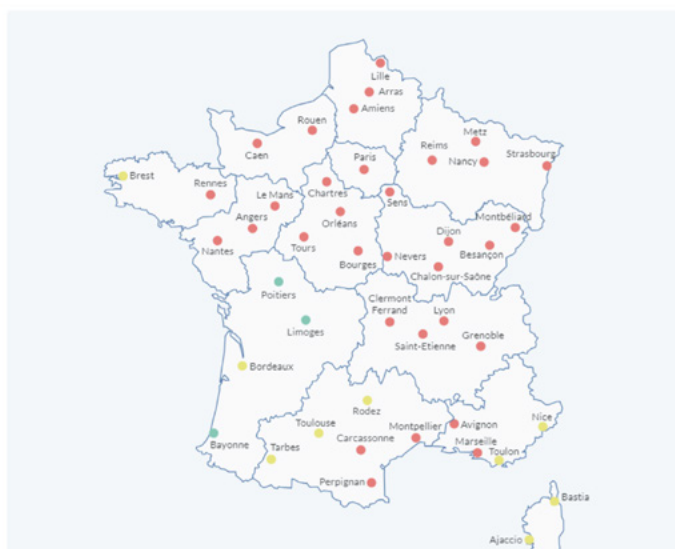 Lille
Arras
Amiens
Rouen
Caen
Metz
Reims
Nancy
Strasbourg
Paris
Brest
Rennes
Le Mans
Chartres
Sens
Angers
Orléans
Montbéliard
Nantes
Tours
Dijon
Besançon
Bourges
Nevers
Chalon-sur-Saône
Poitiers
Clermont
Ferrand
Lyon
Limoges
Saint-Etienne
Grenoble
Bordeaux
Rodez
Toulouse
Montpellier
Avignon
Nice
Bayonne
Carcassonne
Marseille
Tarbes
Toulon
Perpignan
Bastia
Ajaccio